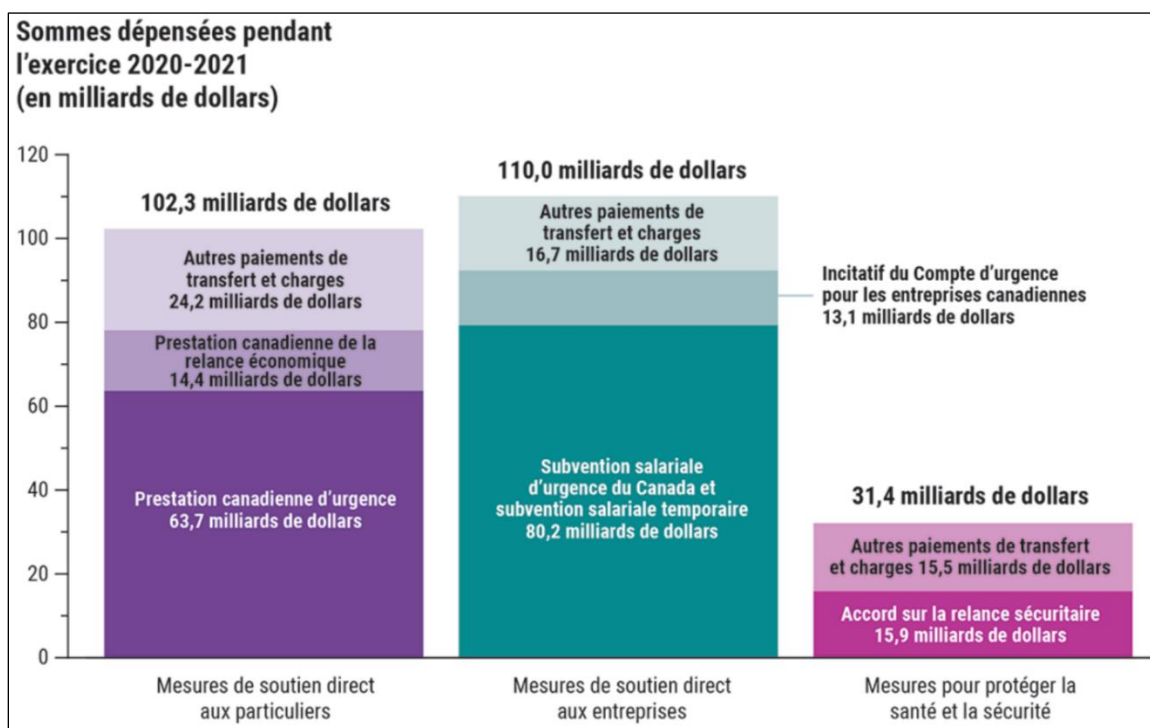 Sommes dépensées pendant
l’exercice 2020-2021
(en milliards de dollars)
120
100
80
60
40
20
0
102,3 milliards de dollars
Autres paiements de
transfert et charges
24,2 milliards de dollars
Prestation canadienne de la
relance économique
14,4 milliards de dollars
Prestation canadienne d’urgence
63,7 milliards de dollars
Mesures de soutien direct
aux particuliers
110,0 milliards de dollars
Autres paiements de
transfert et charges
16,7 milliards de dollars
Incitatif du Compte d’urgence
pour les entreprises canadiennes
13,1 milliards de dollars
Subvention salariale
d’urgence du Canada et
subvention salariale temporaire
80,2 milliards de dollars
Mesures de soutien direct
aux entreprises
31,4 milliards de dollars
Autres paiements de transfert
et charges 15,5 milliards de dollars
Accord sur la relance sécuritaire
15,9 milliards de dollars
Mesures pour protéger la
santé et la sécurité